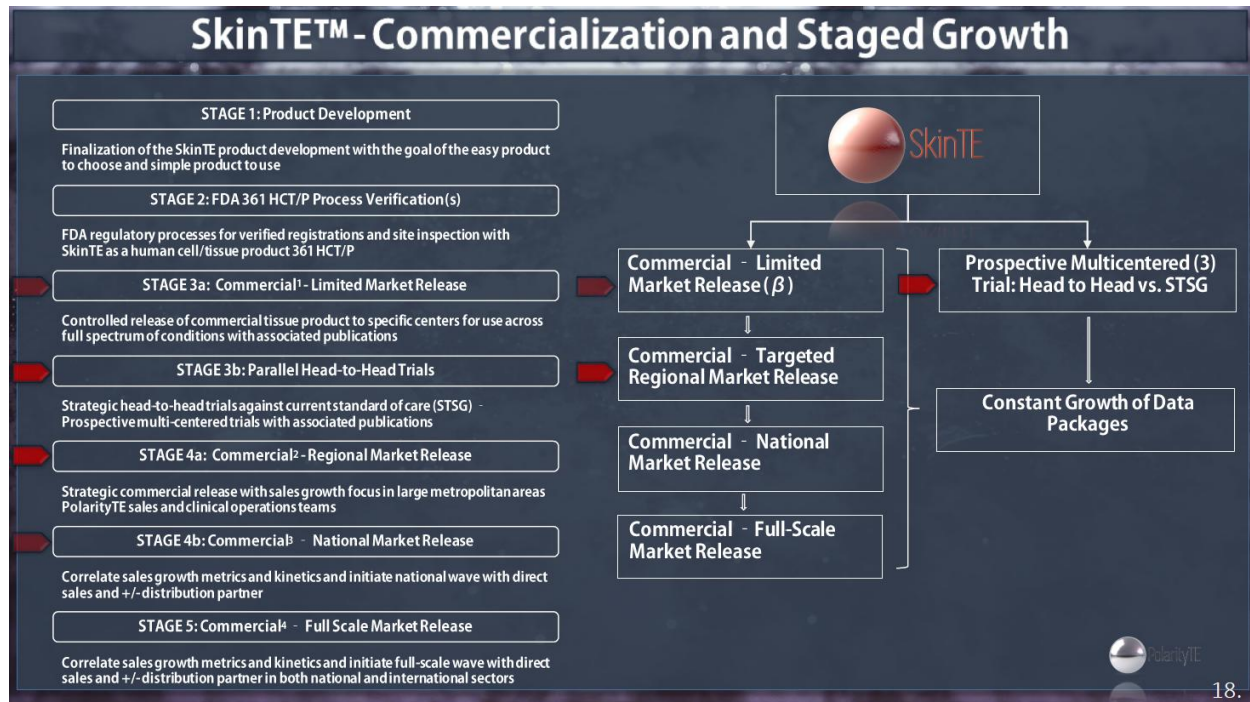 SkinTE™ - Commercialization and Staged Growth
STAGE 1: Product Development
Finalization of the SkinTE product development with the goal of the easy product
to choose and simple product to use
STAGE 2: FDA 361 HCT/P Process Verification(s)
FDA regulatory processes for verified registrations and site inspection with
SkinTE as a human cell/tissue product 361 HCT/P
STAGE 3a: Commercial¹ - Limited Market Release
Controlled release of commercial tissue product to specific centers for use across
full spectrum of conditions with associated publications
STAGE 3b: Parallel Head-to-Head Trials
Strategic head-to-head trials against current standard of care (STSG) -
Prospective multi-centered trials with associated publications
STAGE 4a: Commercial² - Regional Market Release
Strategic commercial release with sales growth focus in large metropolitan areas
PolarityTE sales and clinical operations teams
STAGE 4b: Commercial³ - National Market Release
Correlate sales growth metrics and kinetics and initiate national wave with direct
sales and +/- distribution partner
STAGE 5: Commercial⁴ - Full Scale Market Release
Correlate sales growth metrics and kinetics and initiate full-scale wave with direct
sales and +/- distribution partner in both national and international sectors
SkinTE
Commercial - Limited
Market Release (β)
Commercial - Targeted
Regional Market Release
Commercial - National
Market Release
Commercial - Full-Scale
Market Release
Prospective Multicentered (3)
Trial: Head to Head vs. STSG
Constant Growth of Data
Packages
PolarityTE
18.